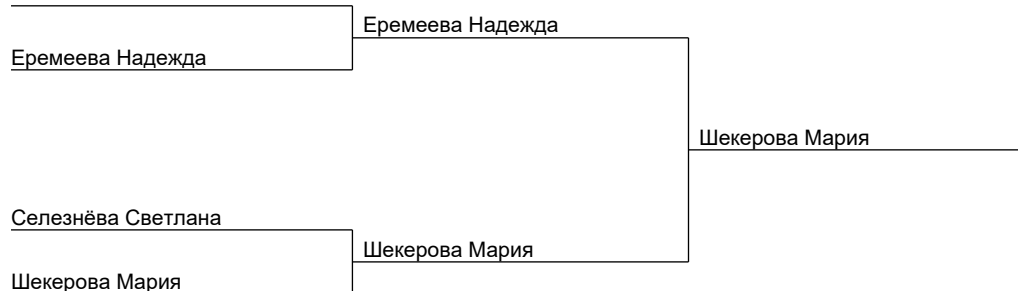 Еремеева Надежда
Еремеева Надежда
Шекерова Мария
Селезнёва Светлана
Шекерова Мария
Шекерова Мария